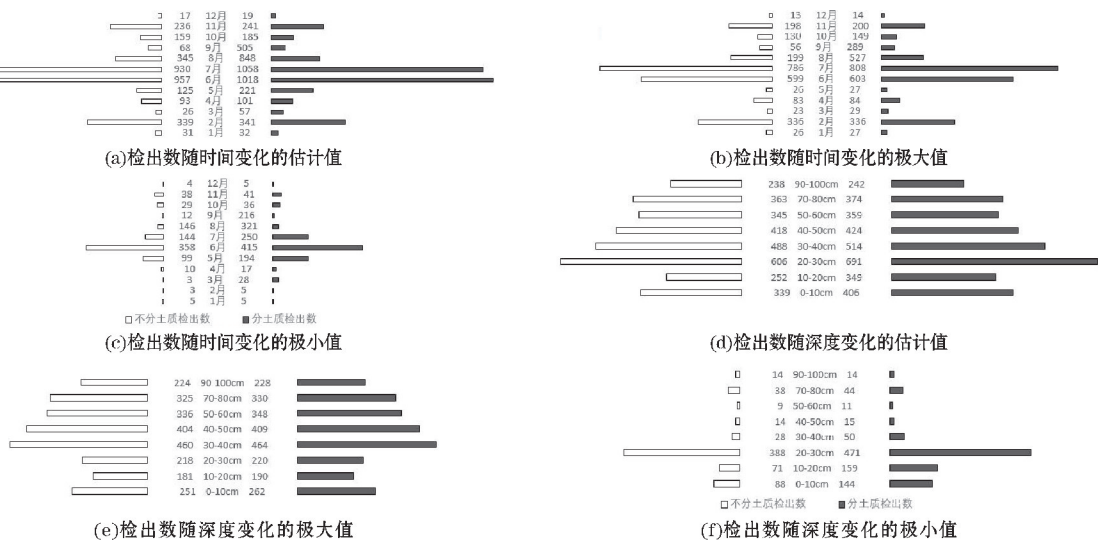 17 12月 19
236 11月 241
159 10月 185
68 9月 505
345 8月 848
930 7月 1058
957 6月 1018
125 5月 221
93 4月 101
26 3月 57
339 2月 341
31 1月 32
(a)检出数随时间变化的估计值
13 12月 14
198 11月 200
130 10月 149
56 9月 289
199 8月 527
786 7月 808
599 6月 603
26 5月 27
83 4月 84
23 3月 29
336 2月 336
26 1月 27
(b)检出数随时间变化的极大值
4 12月 5
38 11月 41
29 10月 36
12 9月 216
146 8月 321
144 7月 250
358 6月 415
99 5月 194
10 4月 17
3 3月 28
3 2月 5
5 1月 5
不分土质检出数 分土质检出数
(c)检出数随时间变化的极小值
238 90-100cm 242
363 70-80cm 374
345 50-60cm 359
418 40-50cm 424
488 30-40cm 514
606 20-30cm 691
252 10-20cm 349
339 0-10cm 406
(d)检出数随深度变化的估计值
224 90 100cm 228
325 70-80cm 330
336 50-60cm 348
404 40-50cm 409
460 30-40cm 464
218 20-30cm 220
181 10-20cm 190
251 0-10cm 262
(e)检出数随深度变化的极大值
14 90-100cm 14
38 70-80cm 44
9 50-60cm 11
14 40-50cm 15
28 30-40cm 50
388 20-30cm 471
71 10-20cm 159
88 0-10cm 144
不分土质检出数 分土质检出数
(f)检出数随深度变化的极小值